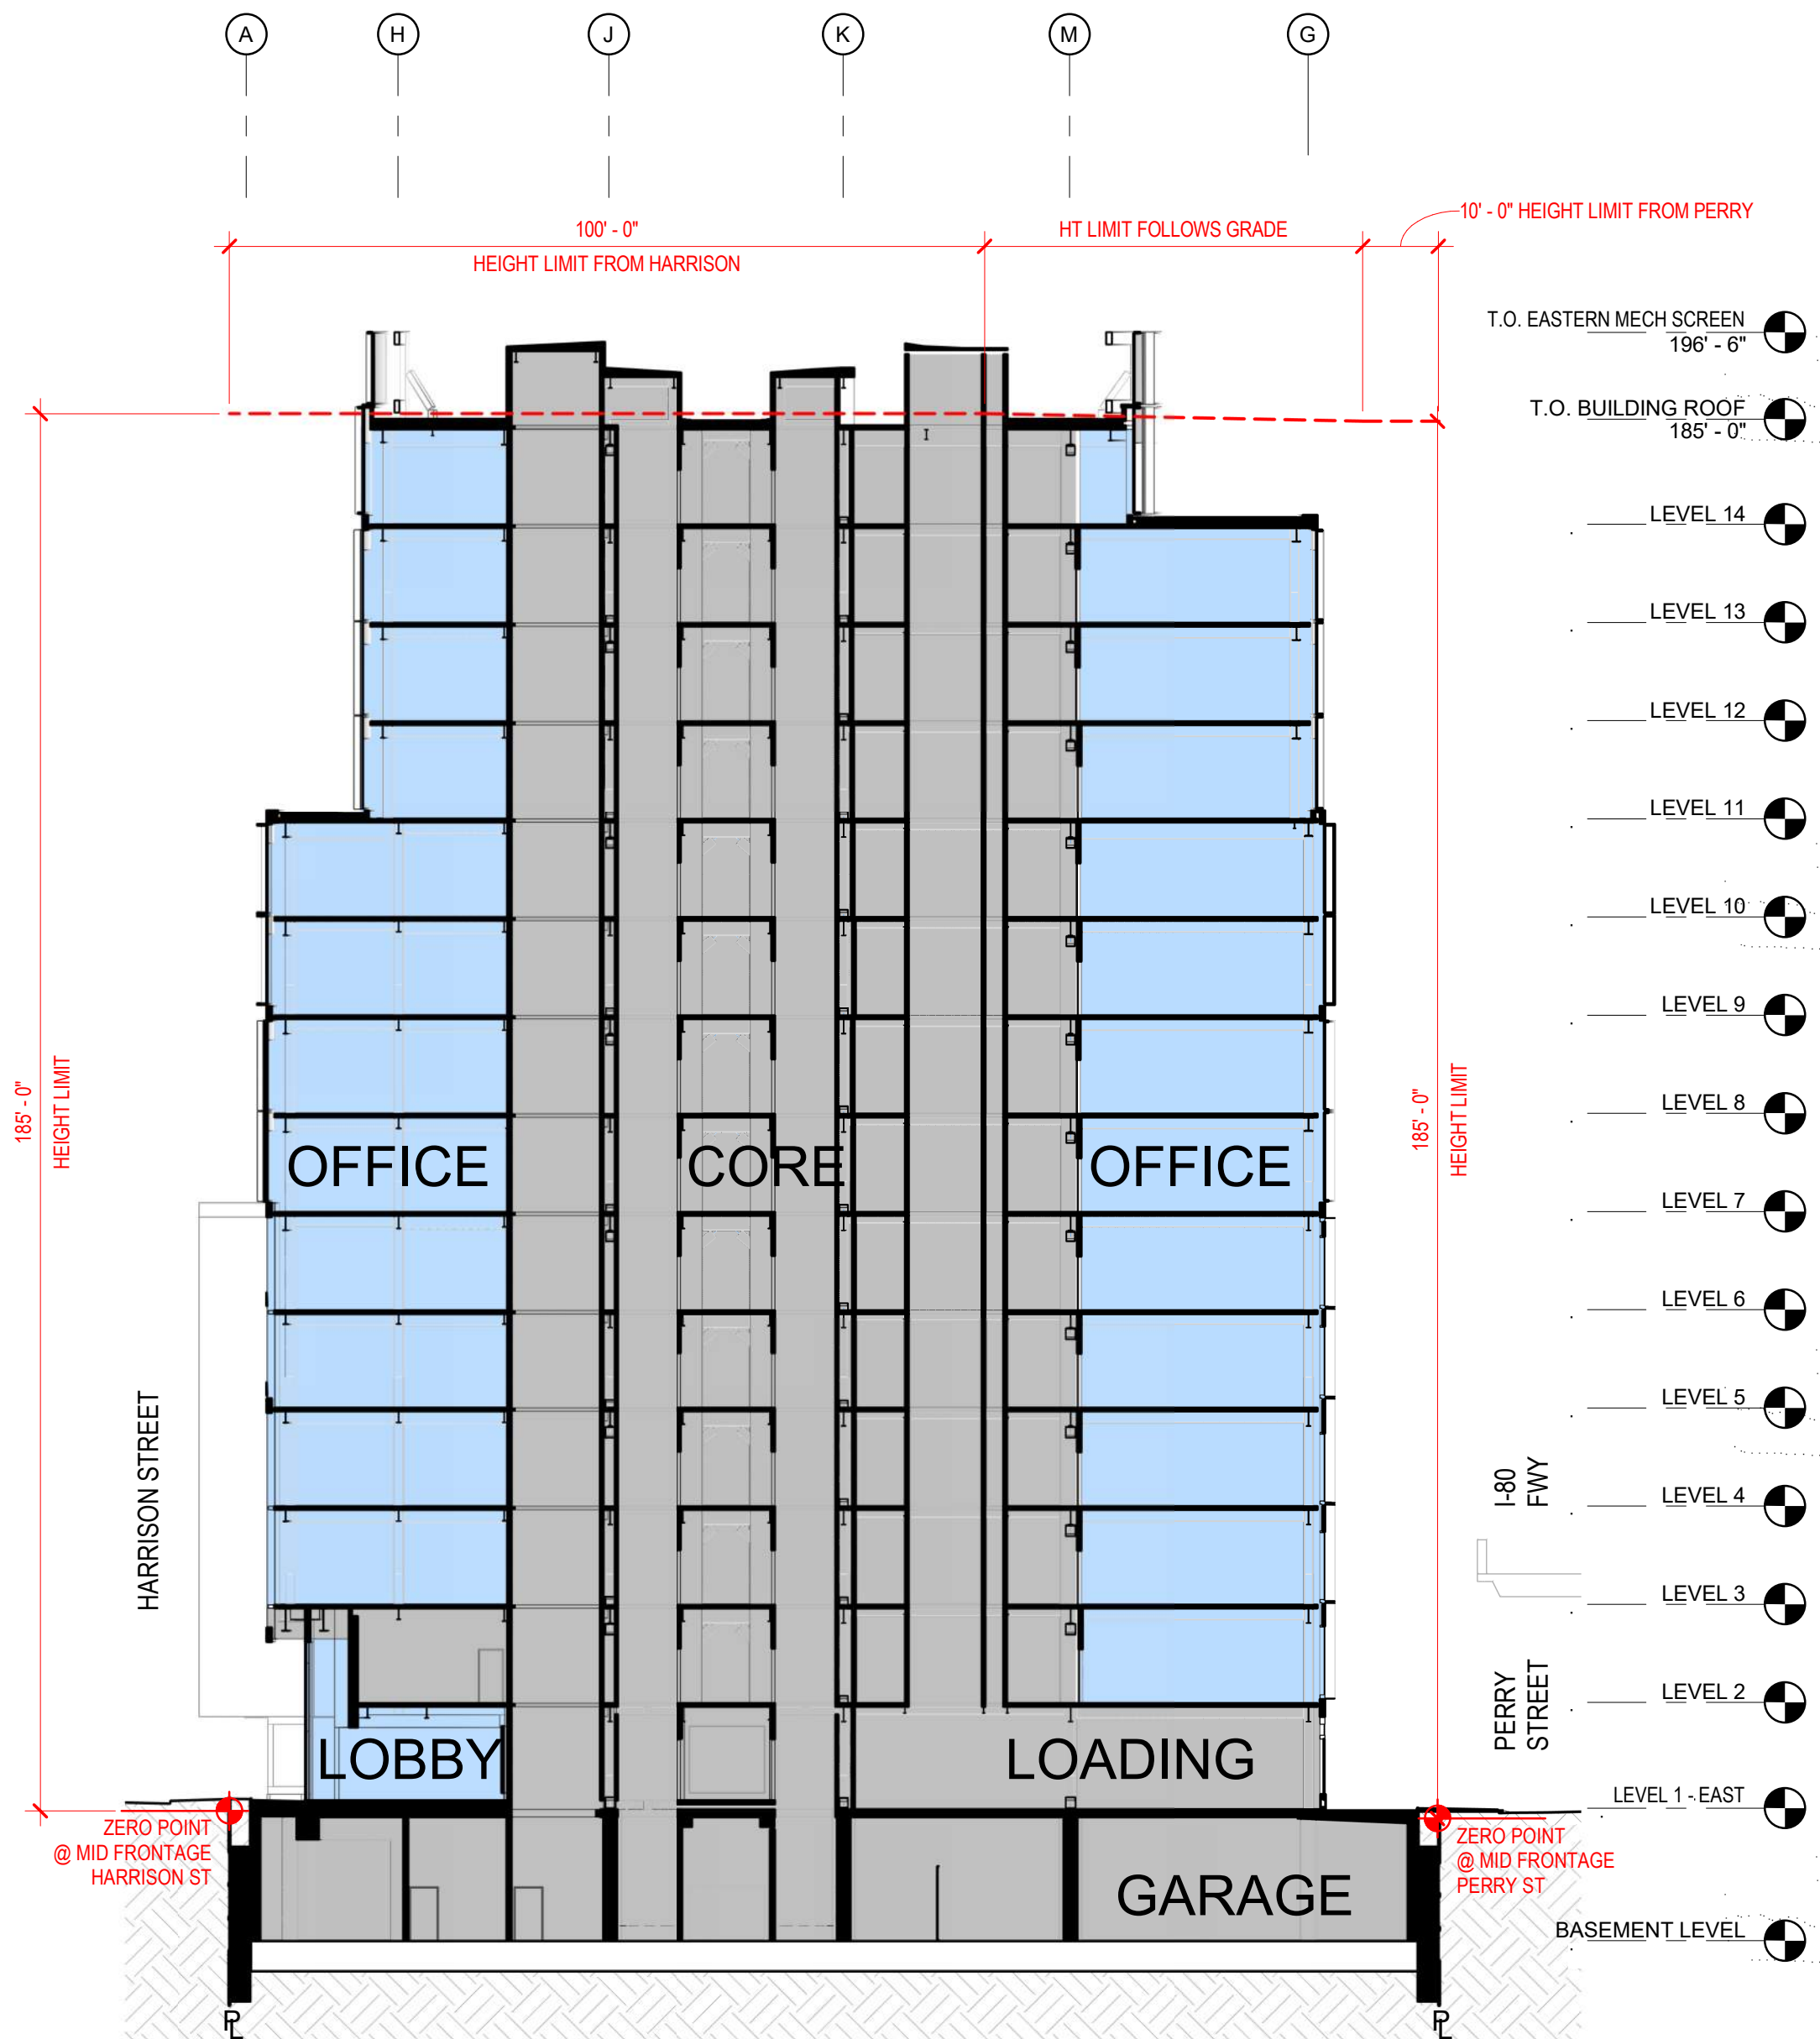 A H J K M G
10' - 0" HEIGHT LIMIT FROM PERRY
100' - 0"
HEIGHT LIMIT FROM HARRISON
HT LIMIT FOLLOWS GRADE
T.O. EASTERN MECH SCREEN
196' - 6"
T.O. BUILDING ROOF
185' - 0"
LEVEL 14
LEVEL 13
LEVEL 12
LEVEL 11
LEVEL 10
LEVEL 9
LEVEL 8
LEVEL 7
LEVEL 6
LEVEL 5
LEVEL 4
LEVEL 3
LEVEL 2
LEVEL 1 - EAST
BASEMENT LEVEL
185' - 0"
HEIGHT LIMIT
185' - 0"
HEIGHT LIMIT
OFFICE
CORE
OFFICE
HARRISON STREET
I-80
FWY
PERRY
STREET
LOBBY
LOADING
GARAGE
ZERO POINT
@ MID FRONTAGE
HARRISON ST
ZERO POINT
@ MID FRONTAGE
PERRY ST
PL
PL